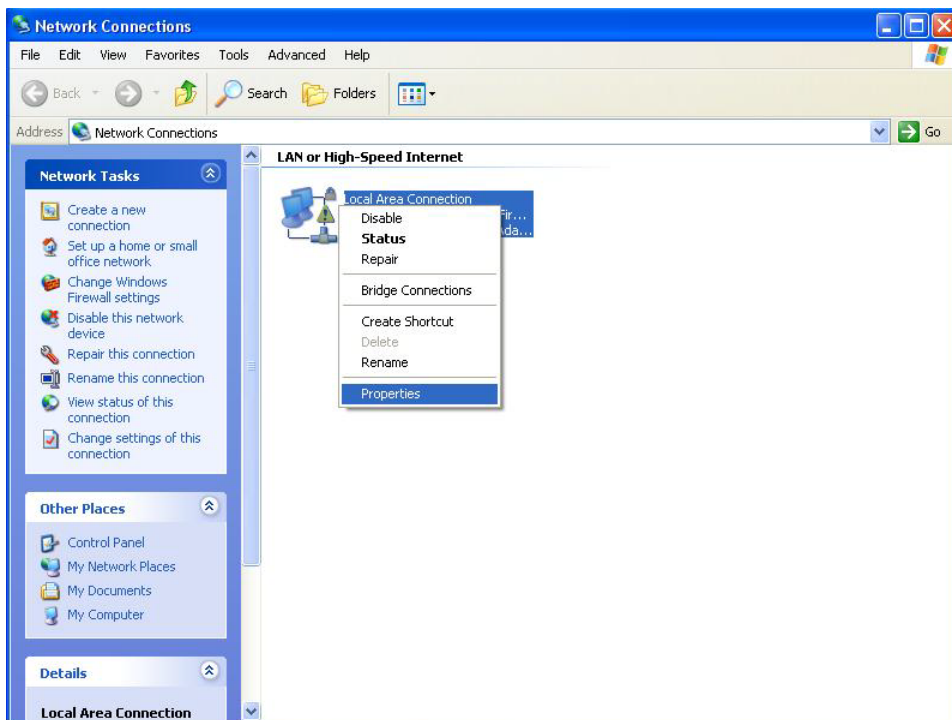 Network Connections
File Edit View Favorites Tools Advanced Help
Back Search Folders
Address Network Connections Go
Network Tasks
Create a new
connection
Set up a home or small
office network
Change Windows
Firewall settings
Disable this network
device
Repair this connection
Rename this connection
View status of this
connection
Change settings of this
connection
Other Places
Control Panel
My Network Places
My Documents
My Computer
Details
Local Area Connection
LAN or High-Speed Internet
Local Area Connection
Disable
Status
Repair
Bridge Connections
Create Shortcut
Delete
Rename
Properties